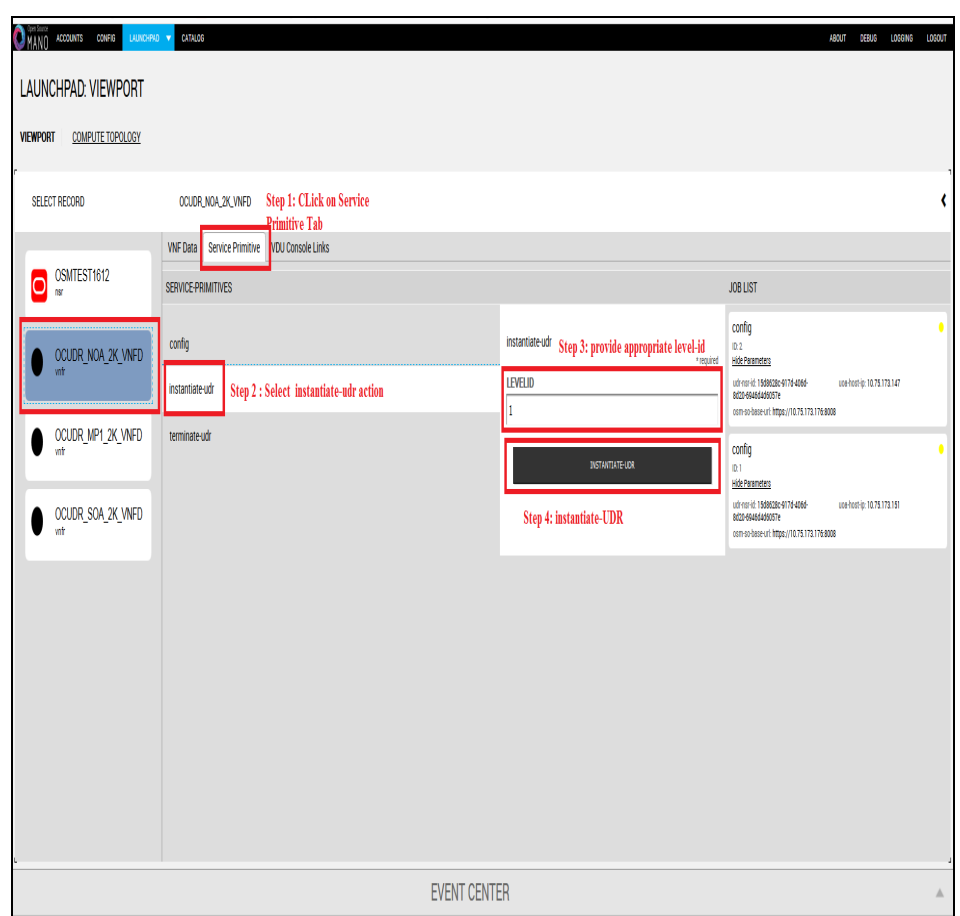 Open Source
MANO ACCOUNTS CONFIG LAUNCHPAD CATALOG ABOUT DEBUG LOGGING LOGOUT
LAUNCHPAD: VIEWPORT
VIEWPORT COMPUTE TOPOLOGY
SELECT RECORD
OCUDR_NOA_2K_VNFD
Step 1: CLick on Service
Primitive Tab
VNF Data Service Primitive VDU Console Links
OSMTEST1612
nsr
OCUDR_NOA_2K_VNFD
vnfr
OCUDR_MP1_2K_VNFD
vnfr
OCUDR_SOA_2K_VNFD
vnfr
SERVICE-PRIMITIVES
config
instantiate-udr
Step 2 : Select instantiate-udr action
terminate-udr
instantiate-udr
Step 3: provide appropriate level-id
* required
LEVELID
1
INSTANTIATE-UDR
Step 4: instantiate-UDR
JOB LIST
config
ID: 2
Hide Parameters
udr-nsr-id: 15d8628c-917d-406d-
8d20-6946d4d6057e
uoa-host-ip: 10.75.173.147
osm-so-base-url: https://10.75.173.176:8008
config
ID: 1
Hide Parameters
udr-nsr-id: 15d8628c-917d-406d-
8d20-6946d4d6057e
uoa-host-ip: 10.75.173.151
osm-so-base-url: https://10.75.173.176:8008
EVENT CENTER